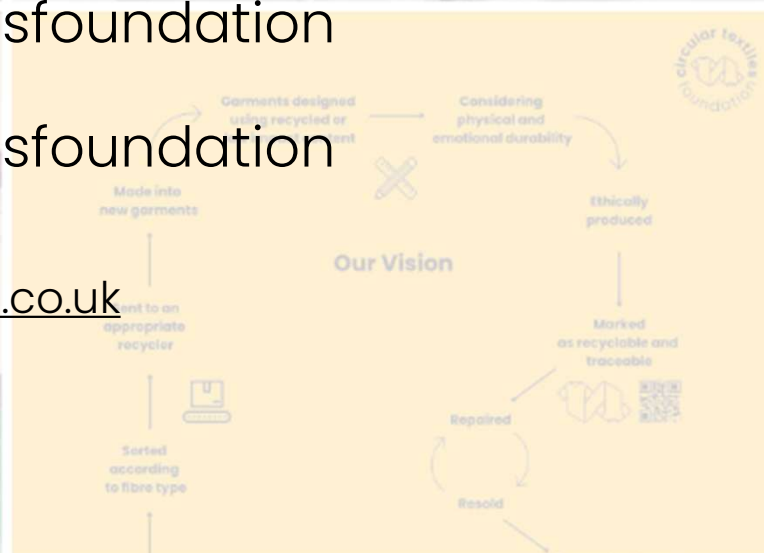 sfoundation
sfoundation
.co.uk
circular textiles
foundation
Garments designed
using recycled or
content
Considering
physical and
emotional durability
Ethically
produced
Made into
new garments
Our Vision
Sent to an
appropriate
recycler
Marked
as recyclable and
traceable
Repaired
Resold
Sorted
according
to fibre type